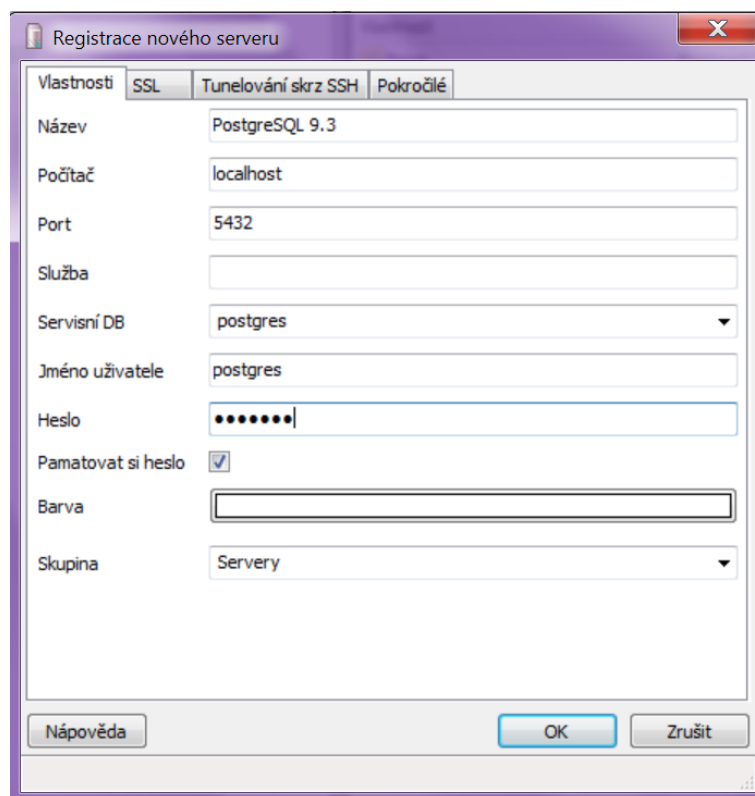 Registrace nového serveru
Vlastnosti SSL Tunelování skrz SSH Pokročilé
Název PostgreSQL 9.3
Počítač localhost
Port 5432
Služba
Servisní DB postgres
Jméno uživatele postgres
Heslo •••••••
Pamatovat si heslo
Barva
Skupina Servery
Nápověda OK Zrušit